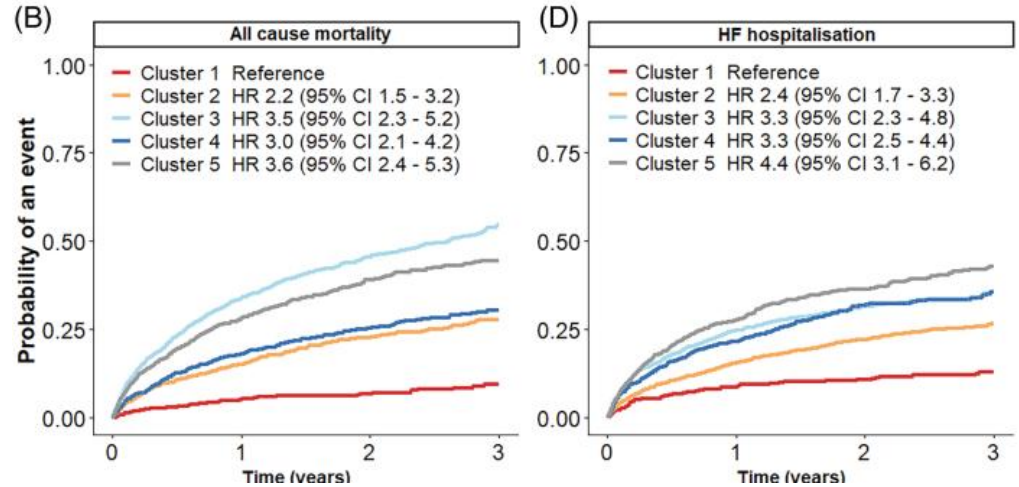 (B)
All cause mortality
Probability of an event
1.00
0.75
0.50
0.25
0.00
Cluster 1 Reference
Cluster 2 HR 2.2 (95% CI 1.5 - 3.2)
Cluster 3 HR 3.5 (95% CI 2.3 - 5.2)
Cluster 4 HR 3.0 (95% CI 2.1 - 4.2)
Cluster 5 HR 3.6 (95% CI 2.4 - 5.3)
0 1 2 3
Time (years)
(D)
HF hospitalisation
1.00
0.75
0.50
0.25
0.00
Cluster 1 Reference
Cluster 2 HR 2.4 (95% CI 1.7 - 3.3)
Cluster 3 HR 3.3 (95% CI 2.3 - 4.8)
Cluster 4 HR 3.3 (95% CI 2.5 - 4.4)
Cluster 5 HR 4.4 (95% CI 3.1 - 6.2)
0 1 2 3
Time (years)